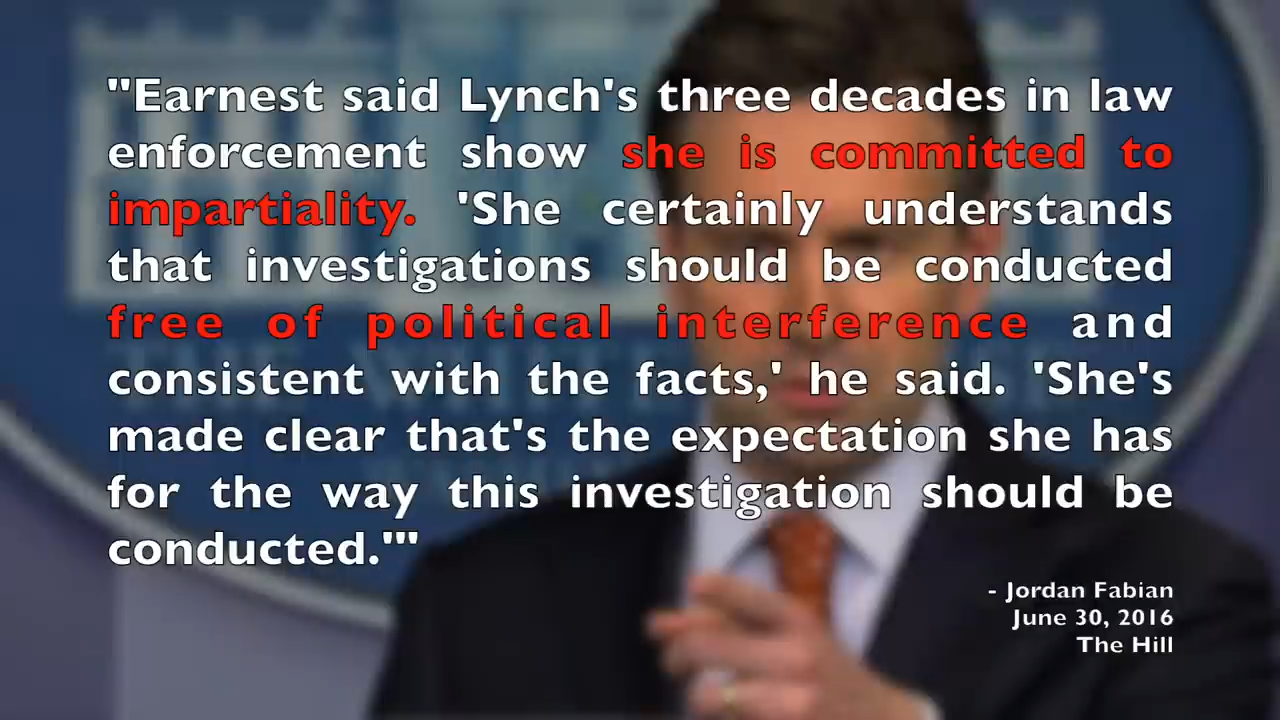 "Earnest said Lynch's three decades in law
enforcement show she is committed to
impartiality. 'She certainly understands
that investigations should be conducted
free of political interference and
consistent with the facts,' he said. 'She's
made clear that's the expectation she has
for the way this investigation should be
conducted.'"
- Jordan Fabian
June 30, 2016
The Hill